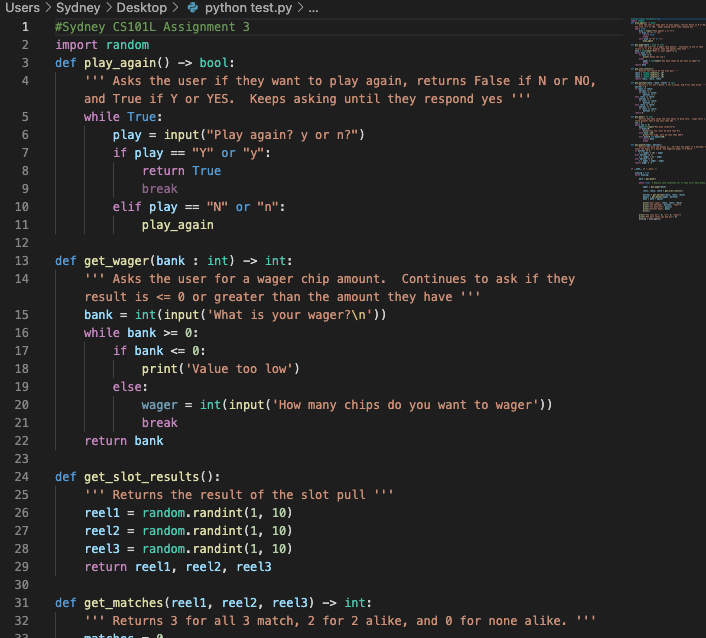 Users > Sydney > Desktop > python test.py > ...
1 #Sydney CS101L Assignment 3
2 import random
3 def play_again() -> bool:
4     ''' Asks the user if they want to play again, returns False if N or NO,
    and True if Y or YES.  Keeps asking until they respond yes '''
5     while True:
6         play = input("Play again? y or n?")
7         if play == "Y" or "y":
8             return True
9             break
10         elif play == "N" or "n":
11             play_again
12
13 def get_wager(bank : int) -> int:
14     ''' Asks the user for a wager chip amount.  Continues to ask if they
    result is <= 0 or greater than the amount they have '''
15     bank = int(input('What is your wager?\n'))
16     while bank >= 0:
17         if bank <= 0:
18             print('Value too low')
19         else:
20             wager = int(input('How many chips do you want to wager'))
21             break
22     return bank
23
24 def get_slot_results():
25     ''' Returns the result of the slot pull '''
26     reel1 = random.randint(1, 10)
27     reel2 = random.randint(1, 10)
28     reel3 = random.randint(1, 10)
29     return reel1, reel2, reel3
30
31 def get_matches(reel1, reel2, reel3) -> int:
32     ''' Returns 3 for all 3 match, 2 for 2 alike, and 0 for none alike. '''
33     matches = 0